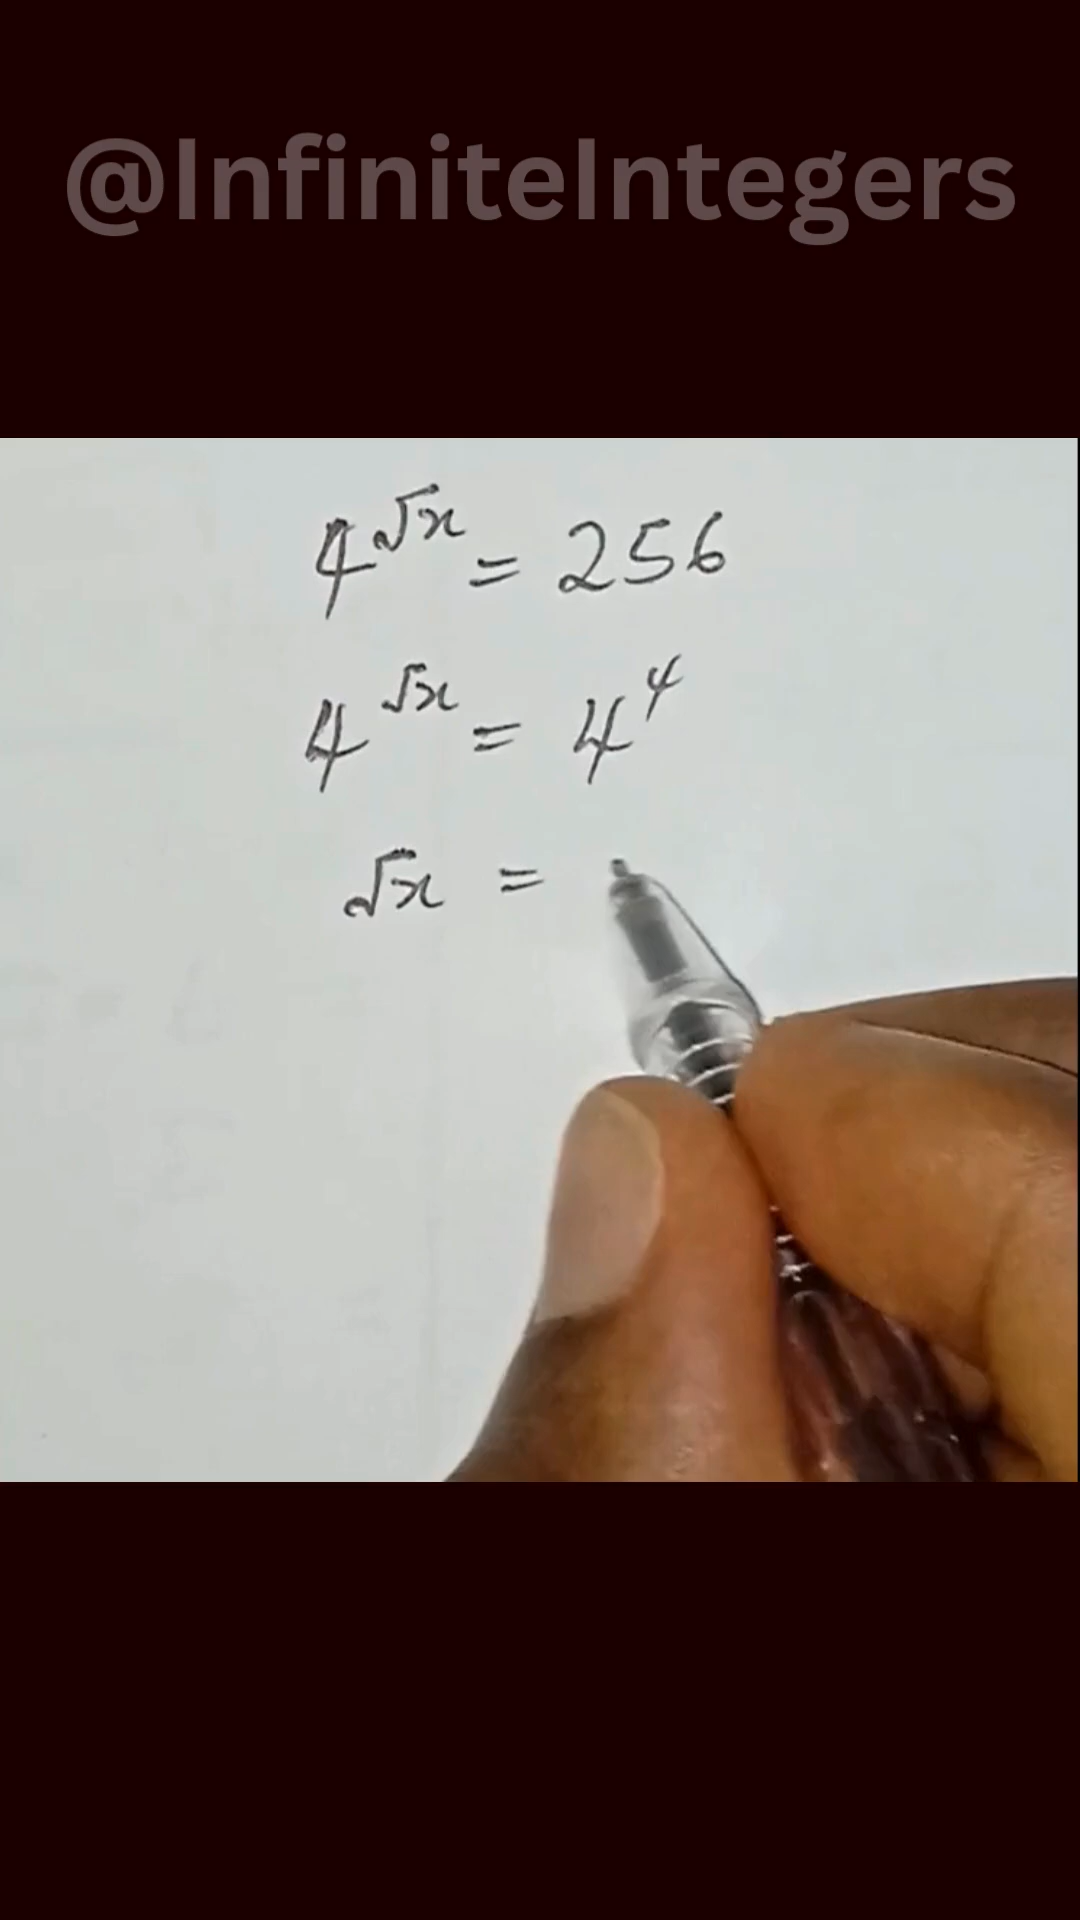 @InfiniteIntegers
4^√x = 256
4^√x = 4^4
√x =